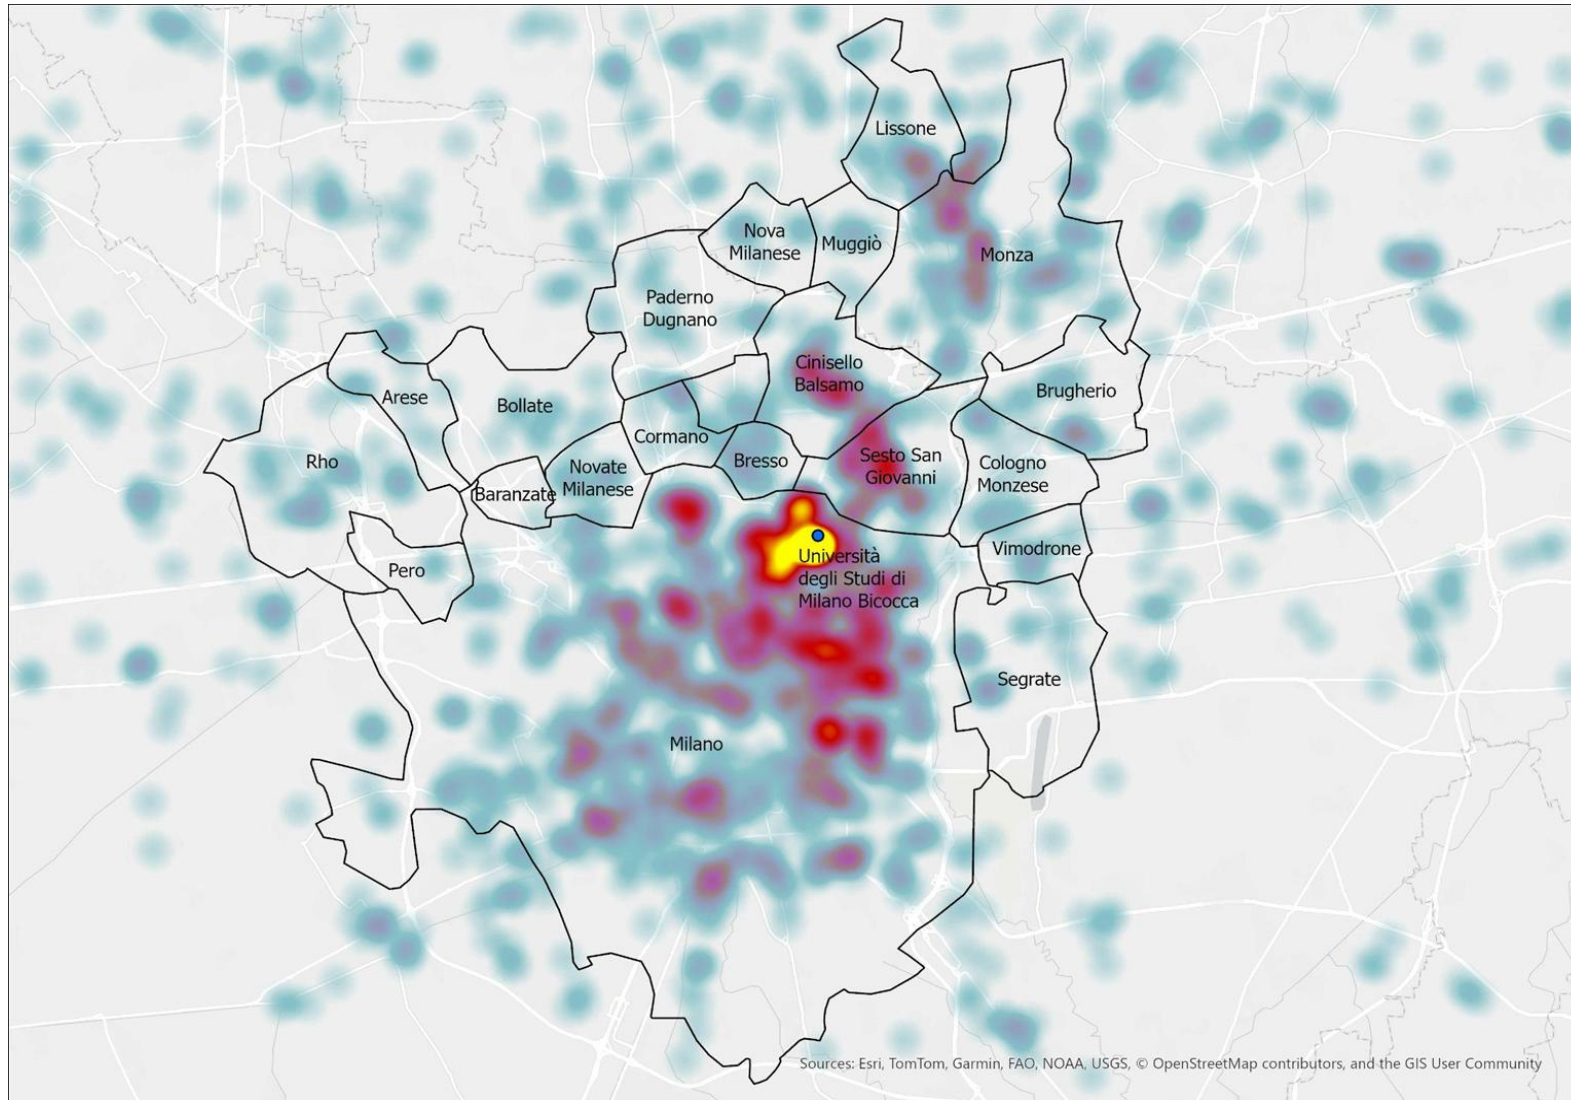 Lissone
Nova
Milanese
Muggiò
Monza
Paderno
Dugnano
Cinisello
Balsamo
Brugherio
Arese
Bollate
Cormano
Rho
Bresso
Sesto San
Giovanni
Cologno
Monzese
Novate
Milanese
Baranzate
Vimodrone
Pero
Università
degli Studi di
Milano Bicocca
Segrate
Milano
Sources: Esri, TomTom, Garmin, FAO, NOAA, USGS, © OpenStreetMap contributors, and the GIS User Community